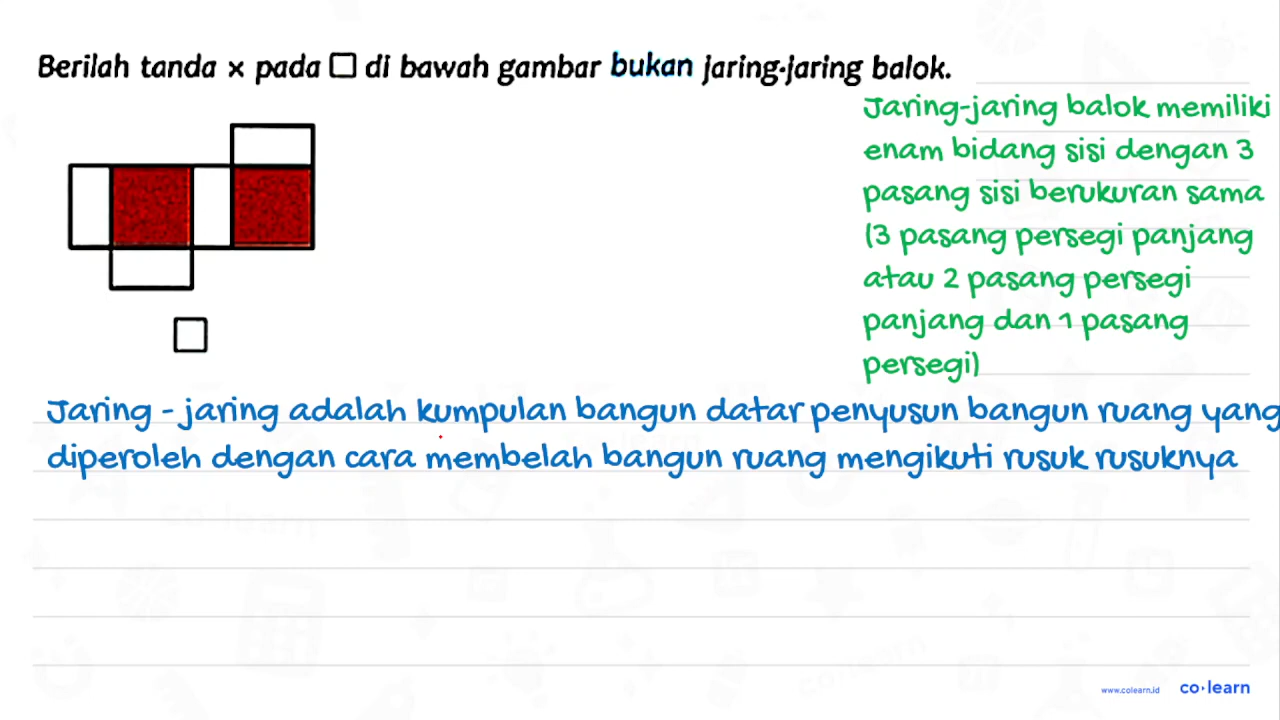 Berilah tanda × pada □ di bawah gambar bukan jaring-jaring balok.
Jaring-jaring balok memiliki
enam bidang sisi dengan 3
pasang sisi berukuran sama
(3 pasang persegi panjang
atau 2 pasang persegi
panjang dan 1 pasang
persegi)
Jaring - jaring adalah kumpulan bangun datar penyusun bangun ruang yang
diperoleh dengan cara membelah bangun ruang mengikuti rusuk rusuknya
www.colearn.id co·learn